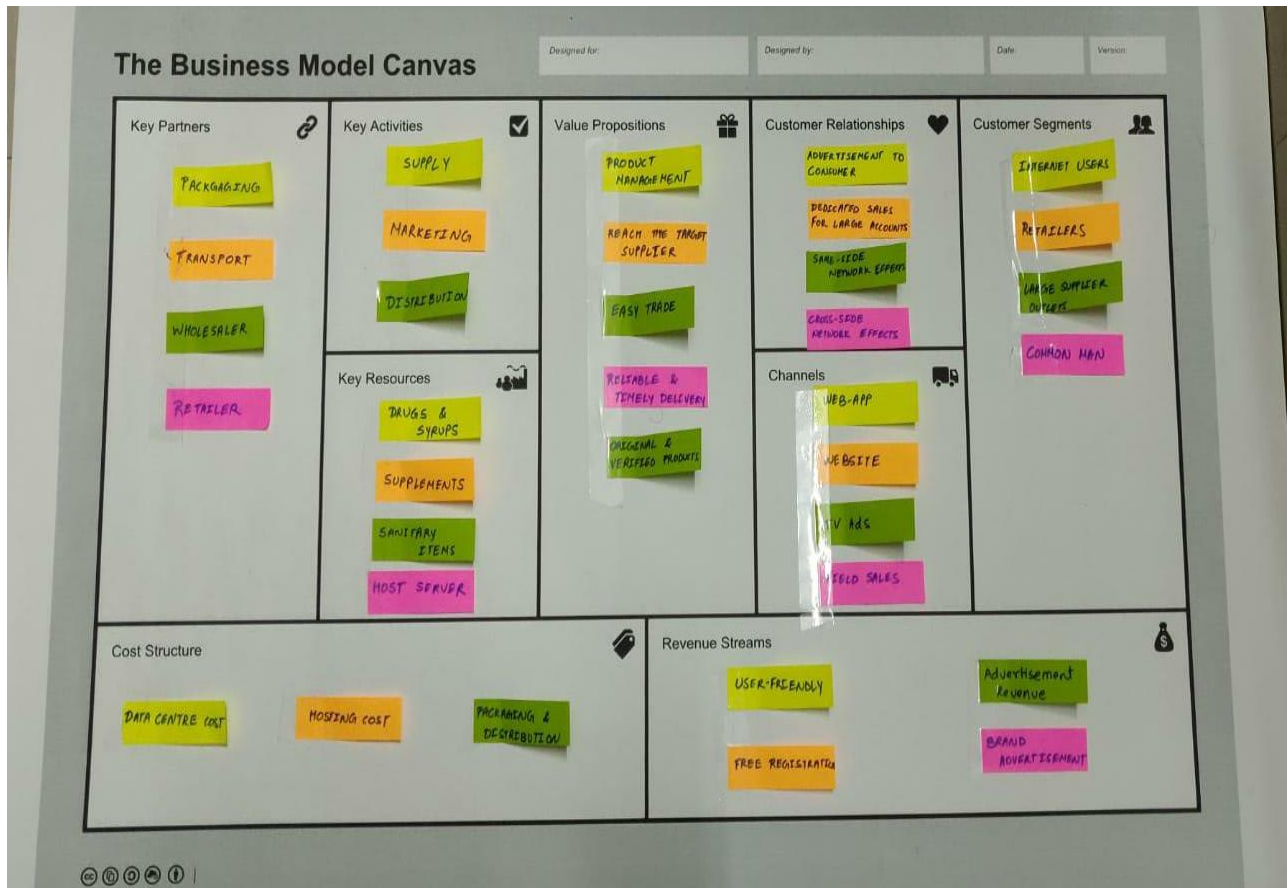 The Business Model Canvas
Designed for:
Designed by:
Date:
Version:
Key Partners
PACKGAGING
TRANSPORT
WHOLESALER
RETAILER
Key Activities
SUPPLY
MARKETING
DISTRIBUTION
Key Resources
DRUGS &
SYRUPS
SUPPLEMENTS
SANITARY
ITEMS
HOST SERVER
Value Propositions
PRODUCT
MANAGEMENT
REACH THE TARGET
SUPPLIER
EASY TRADE
RELIABLE &
TIMELY DELIVERY
ORIGINAL &
VERIFIED PRODUCTS
Customer Relationships
ADVERTISEMENT TO
CONSUMER
DEDICATED SALES
FOR LARGE ACCOUNTS
SAME-SIDE
NETWORK EFFECTS
CROSS-SIDE
NETWORK EFFECTS
Channels
WEB-APP
WEBSITE
TV Ads
FIELD SALES
Customer Segments
INTERNET USERS
RETAILERS
LARGE SUPPLIER
OUTLETS
COMMON MAN
Cost Structure
DATA CENTRE COST
HOSTING COST
PACKAGING &
DISTRIBUTION
Revenue Streams
USER-FRIENDLY
FREE REGISTRATION
Advertisement
Revenue
BRAND
ADVERTISEMENT